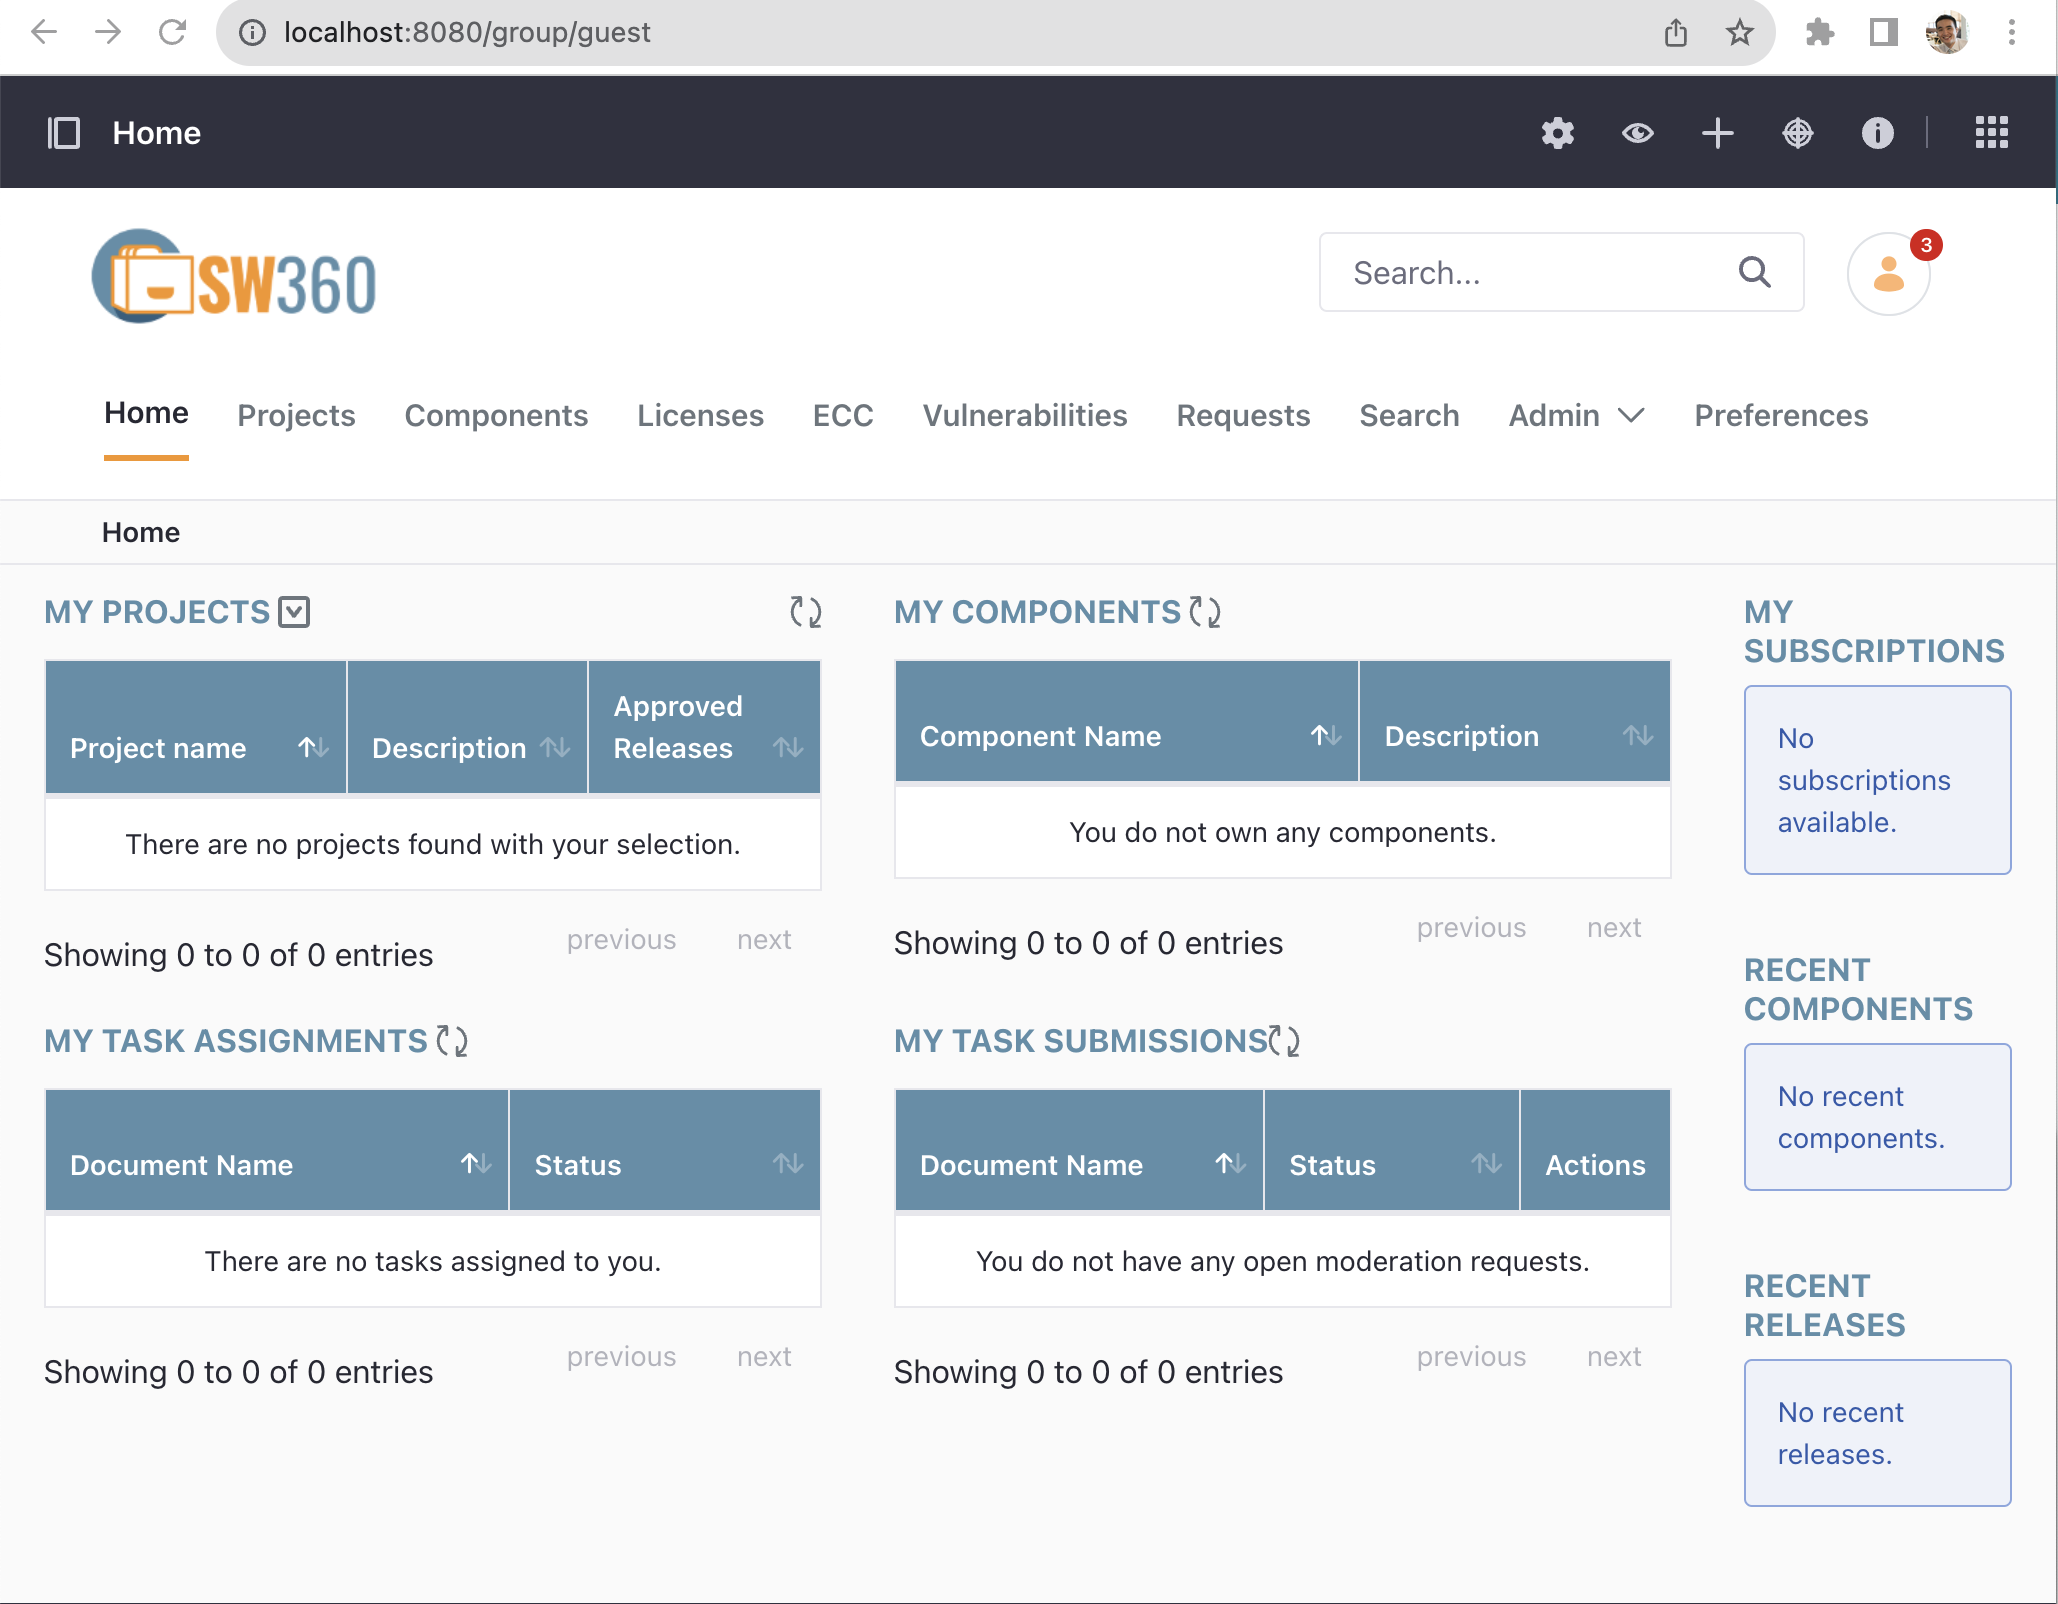 localhost:8080/group/guest
Home
SW360
Search...
3
Home Projects Components Licenses ECC Vulnerabilities Requests Search Admin Preferences
Home
MY PROJECTS
Project name Description Approved Releases
There are no projects found with your selection.
Showing 0 to 0 of 0 entries previous next
MY COMPONENTS
Component Name Description
You do not own any components.
Showing 0 to 0 of 0 entries previous next
MY TASK ASSIGNMENTS
Document Name Status
There are no tasks assigned to you.
Showing 0 to 0 of 0 entries previous next
MY TASK SUBMISSIONS
Document Name Status Actions
You do not have any open moderation requests.
Showing 0 to 0 of 0 entries previous next
MY
SUBSCRIPTIONS
No
subscriptions
available.
RECENT
COMPONENTS
No recent
components.
RECENT
RELEASES
No recent
releases.